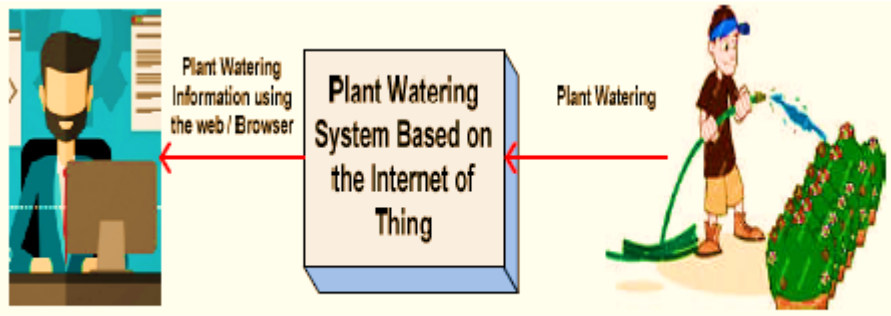 Plant Watering
Information using
the web / Browser
Plant Watering
System Based on
the Internet of
Thing
Plant Watering